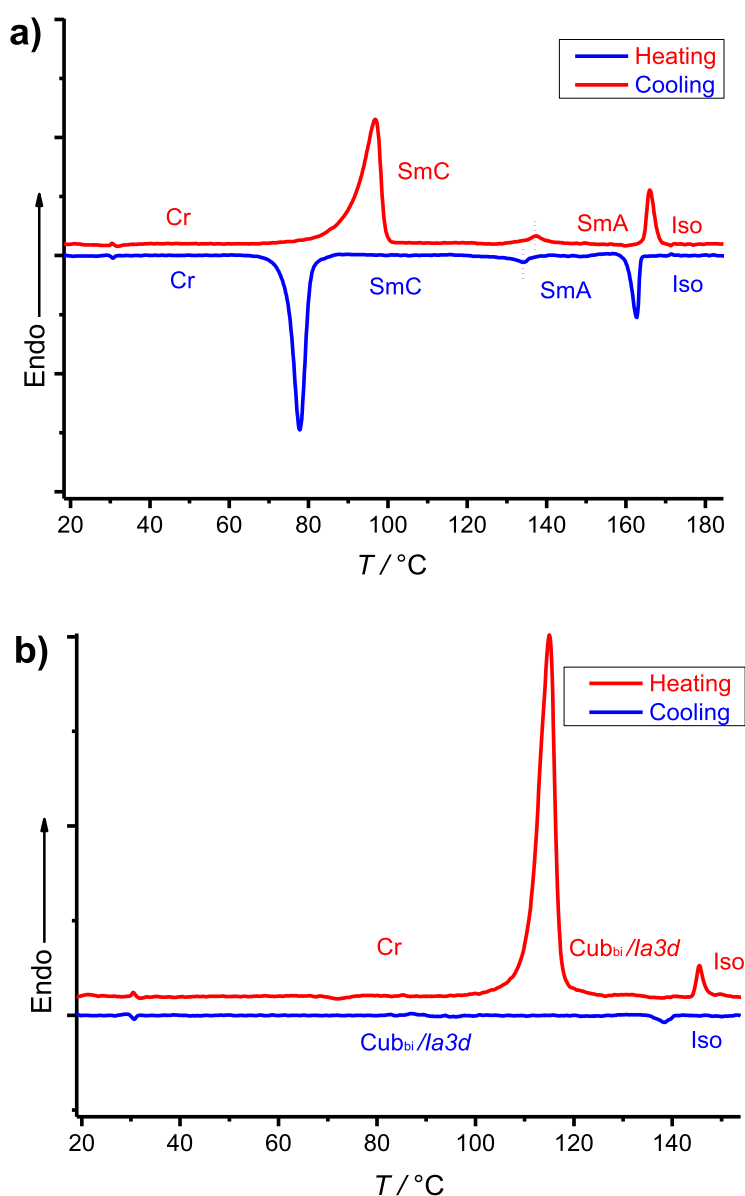 a)
Heating
Cooling
SmC
Cr
SmA
Iso
Cr
SmC
SmA
Iso
Endo
20 40 60 80 100 120 140 160 180
T / °C
b)
Heating
Cooling
Cr
Cubbi/Ia3d
Iso
Endo
Cubbi/Ia3d
Iso
20 40 60 80 100 120 140
T / °C